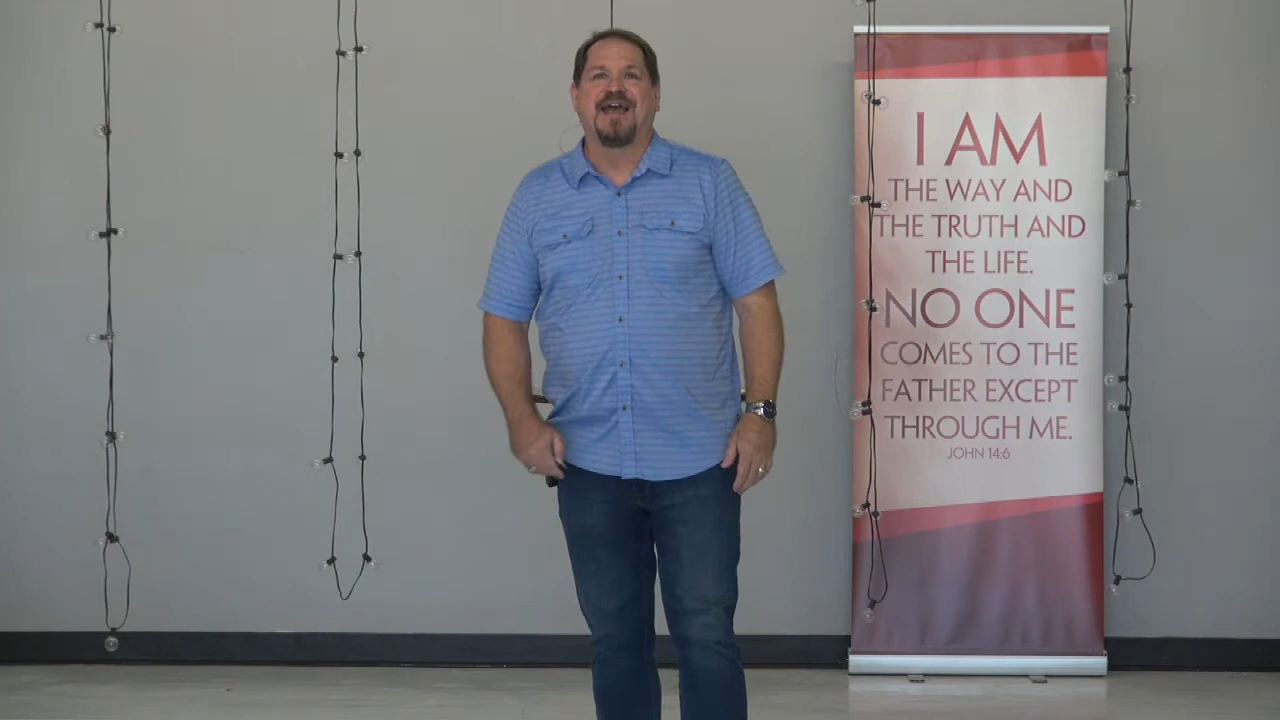 I AM
THE WAY AND
THE TRUTH AND
THE LIFE.
NO ONE
COMES TO THE
FATHER EXCEPT
THROUGH ME.
JOHN 14:6